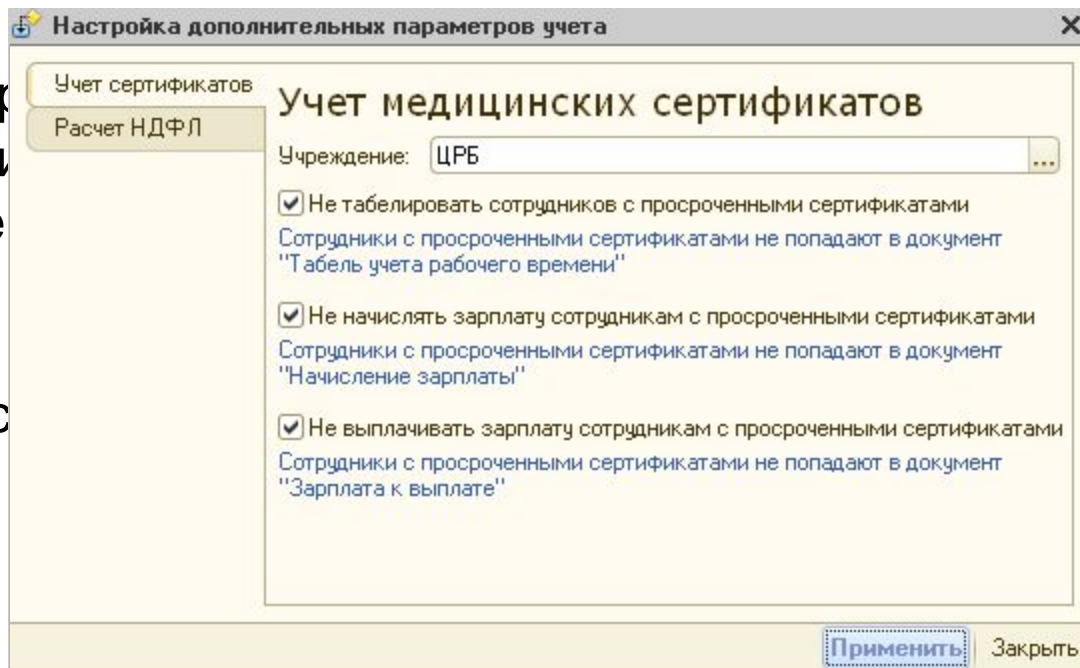 Настройка дополнительных параметров учета
Учет сертификатов
Расчет НДФЛ
Учет медицинских сертификатов
Учреждение: ЦРБ ...
Не табелировать сотрудников с просроченными сертификатами
Сотрудники с просроченными сертификатами не попадают в документ
"Табель учета рабочего времени"
Не начислять зарплату сотрудникам с просроченными сертификатами
Сотрудники с просроченными сертификатами не попадают в документ
"Начисление зарплаты"
Не выплачивать зарплату сотрудникам с просроченными сертификатами
Сотрудники с просроченными сертификатами не попадают в документ
"Зарплата к выплате"
Применить Закрыть